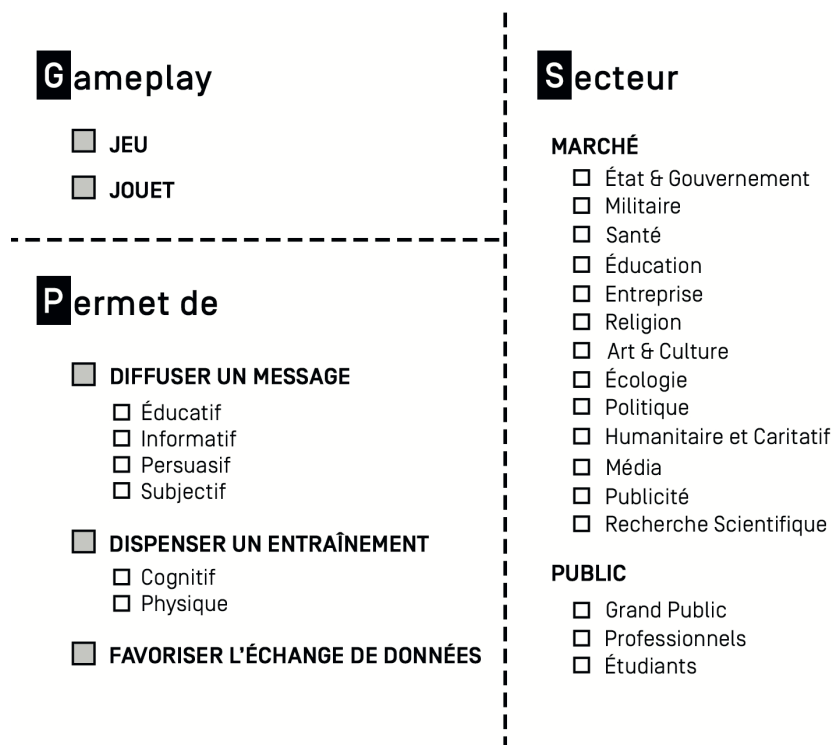 Gameplay
JEU
JOUET
Permet de
DIFFUSER UN MESSAGE
Éducatif
Informatif
Persuasif
Subjectif
DISPENSER UN ENTRAÎNEMENT
Cognitif
Physique
FAVORISER L'ÉCHANGE DE DONNÉES
Secteur
MARCHÉ
État & Gouvernement
Militaire
Santé
Éducation
Entreprise
Religion
Art & Culture
Écologie
Politique
Humanitaire et Caritatif
Média
Publicité
Recherche Scientifique
PUBLIC
Grand Public
Professionnels
Étudiants